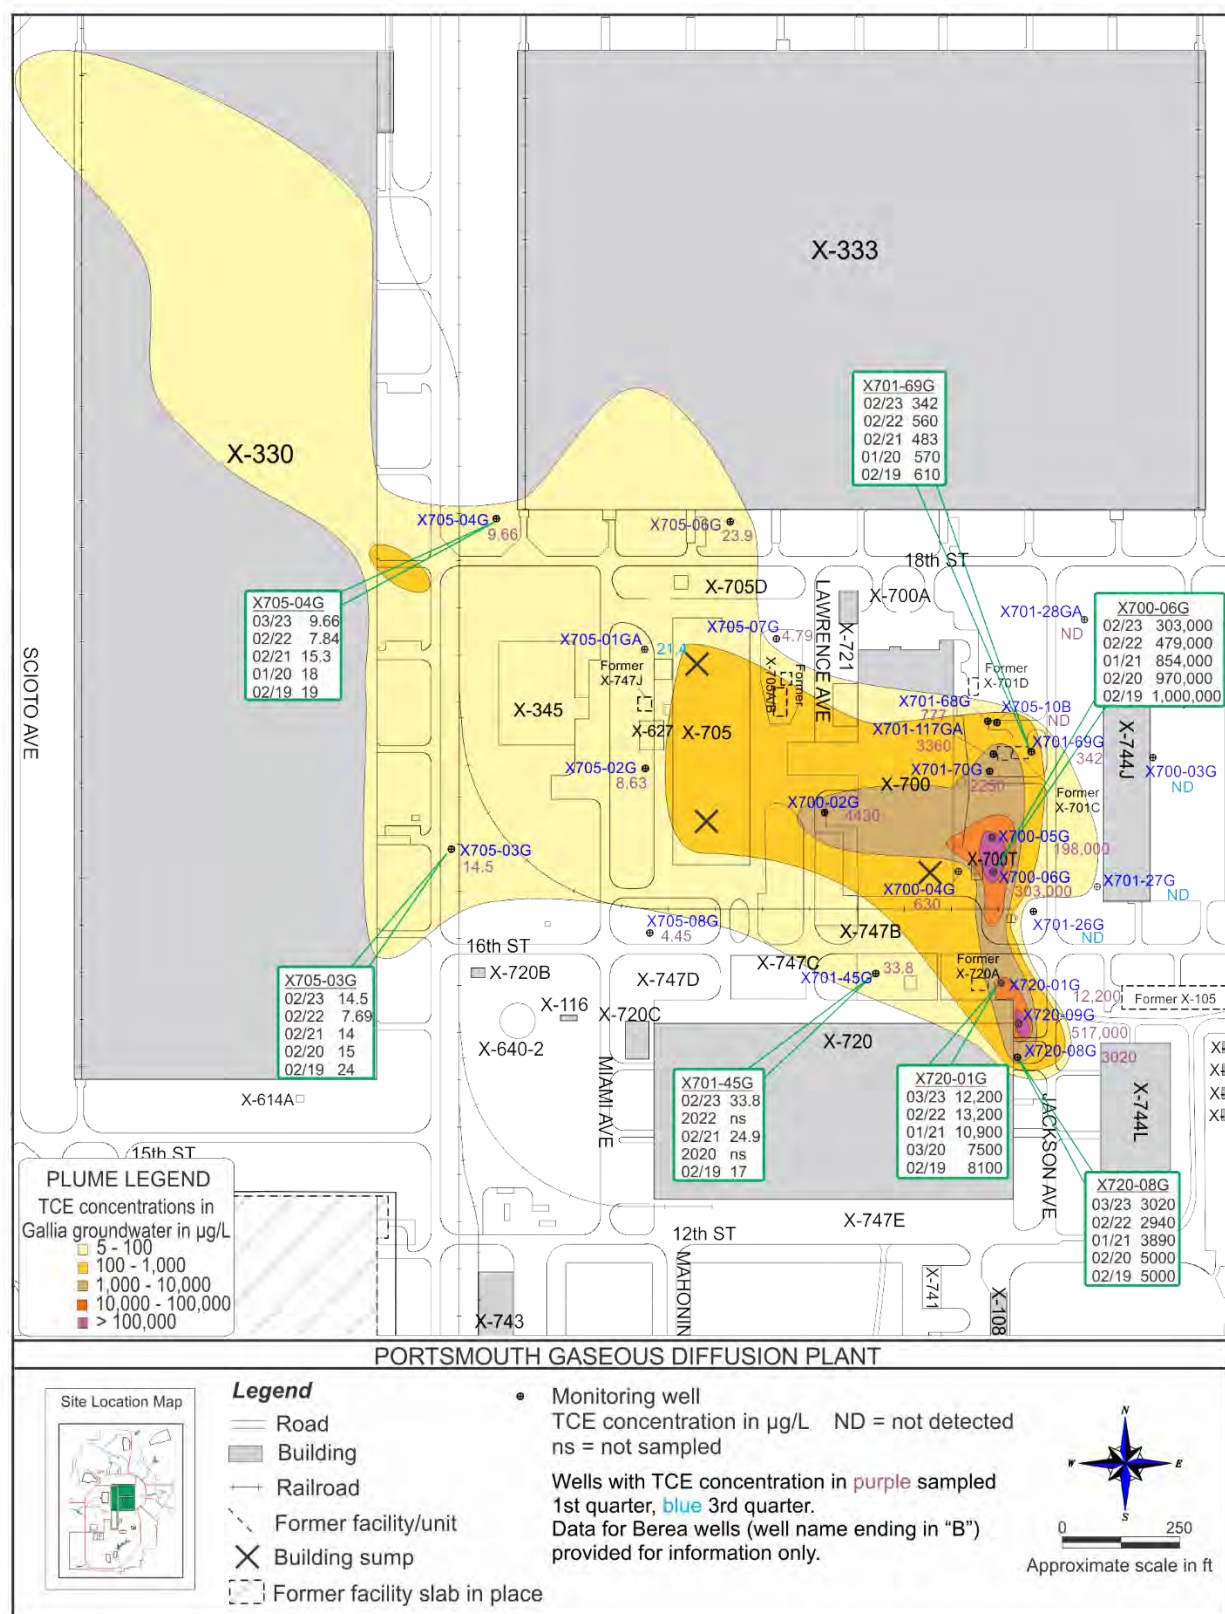 X-333
X-330
X701-69G
02/23 342
02/22 560
02/21 483
01/20 570
02/19 610
X705-04G
9.66
X705-06G
23.9
18th ST
X-705D
X-700A
LAWRENCE AVE
X-721
X701-28GA
ND
X700-06G
02/23 303,000
02/22 479,000
01/21 854,000
02/20 970,000
02/19 1,000,000
X705-04G
03/23 9.66
02/22 7.84
02/21 15.3
01/20 18
02/19 19
X705-01GA
21.4
X705-07G
4.79
Former
X-747J
Former
X-705A/B
Former
X-701D
SCIOTO AVE
X-345
X-627
X-705
X701-68G
777
X705-10B
ND
X701-117GA
3360
X701-69G
342
X-744J
X700-03G
ND
X705-02G
8.63
X701-70G
2250
X-700
Former
X-701C
X700-02G
4430
X700-05G
198,000
X705-03G
14.5
X-700T
X700-06G
303,000
X700-04G
630
X701-27G
ND
X701-26G
ND
X705-08G
4.45
X-747B
16th ST
X-720B
X-747D
X-747C
X701-45G
33.8
Former
X-720A
X720-01G
12,200
Former X-105
X705-03G
02/23 14.5
02/22 7.69
02/21 14
02/20 15
02/19 24
X-116
X-720C
X-640-2
X-720
X720-09G
517,000
X720-08G
3020
MIAMI AVE
X-614A
X701-45G
02/23 33.8
2022 ns
02/21 24.9
2020 ns
02/19 17
X720-01G
03/23 12,200
02/22 13,200
01/21 10,900
03/20 7500
02/19 8100
JACKSON AVE
X-744L
15th ST
X720-08G
03/23 3020
02/22 2940
01/21 3890
02/20 5000
02/19 5000
PLUME LEGEND
TCE concentrations in
Gallia groundwater in µg/L
5 - 100
100 - 1,000
1,000 - 10,000
10,000 - 100,000
> 100,000
X-747E
12th ST
MAHONIN
X-743
X-741
X-108
PORTSMOUTH GASEOUS DIFFUSION PLANT
Site Location Map
Legend
Road
Building
Railroad
Former facility/unit
Building sump
Former facility slab in place
Monitoring well
TCE concentration in µg/L ND = not detected
ns = not sampled
Wells with TCE concentration in purple sampled
1st quarter, blue 3rd quarter.
Data for Berea wells (well name ending in “B”)
provided for information only.
N
W E
S
0 250
Approximate scale in ft